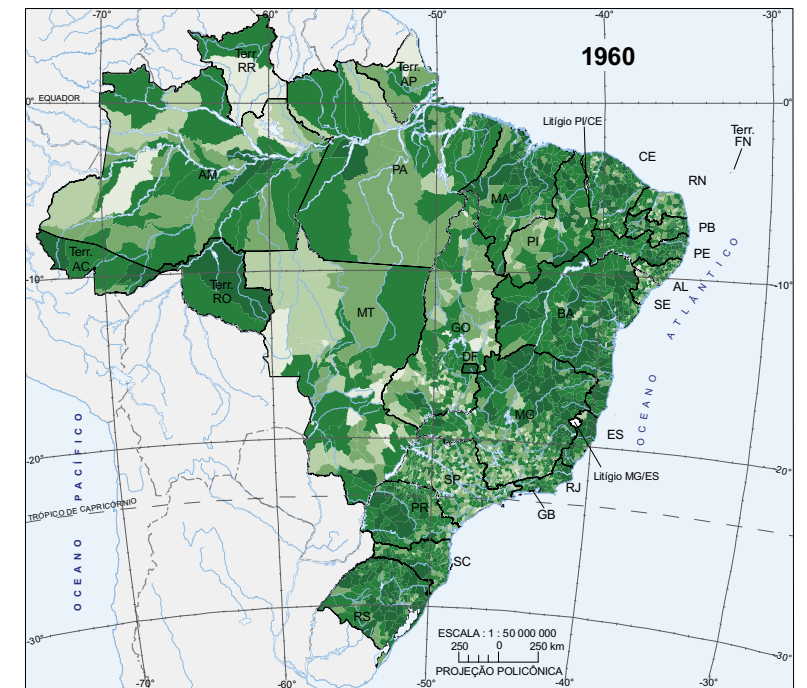 -50°
-40°
-30°
1960
Terr.
RR
Terr.
AP
0°
EQUADOR
0°
Litígio PI/CE
Terr.
FN
CE
RN
AM
PA
MA
PB
PI
PE
Terr.
AC
-10°
Terr.
RO
AL
-10°
SE
MT
GO
BA
DF
OCEANO ATLÂNTICO
MG
ES
-20°
Litígio MG/ES
-20°
SP
RJ
OCEANO PACÍFICO
TRÓPICO DE CAPRICÓRNIO
PR
GB
SC
RS
-30°
ESCALA : 1 : 50 000 000
250 0 250 km
PROJEÇÃO POLICÔNICA
-30°
-70°
-60°
-50°
-40°
-30°